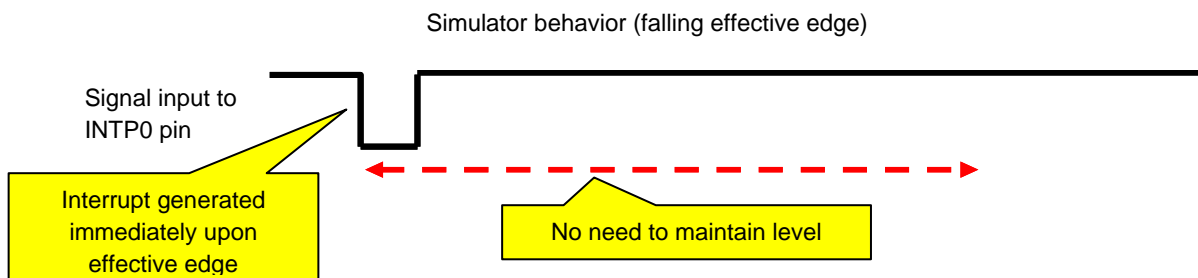 Simulator behavior (falling effective edge)
Signal input to
INTP0 pin
Interrupt generated
immediately upon
effective edge
No need to maintain level